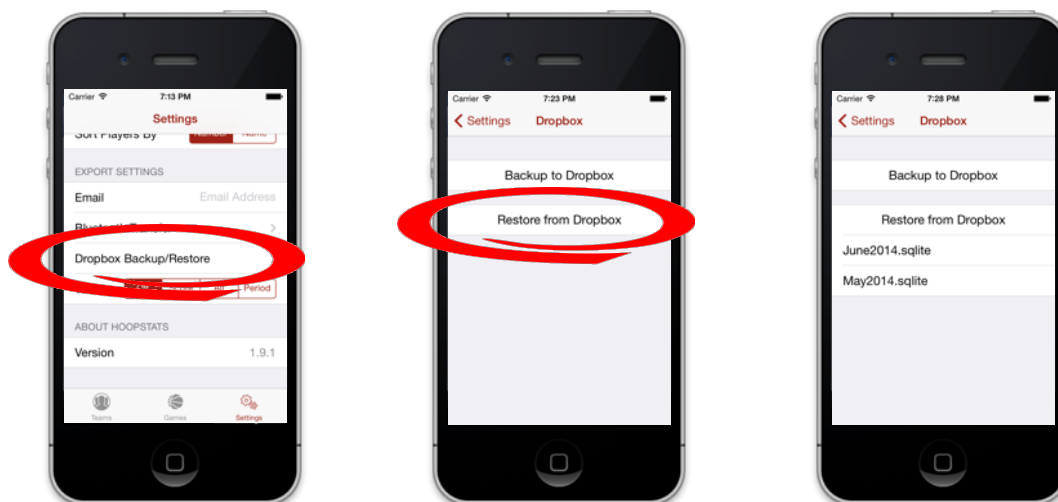 Carrier 7:13 PM
Settings
Sort Players By Number Name
EXPORT SETTINGS
Email Email Address
Dropbox Backup/Restore
Period
ABOUT HOOPSTATS
Version 1.9.1
Teams Games Settings
Carrier 7:23 PM
Settings Dropbox
Backup to Dropbox
Restore from Dropbox
Carrier 7:28 PM
Settings Dropbox
Backup to Dropbox
Restore from Dropbox
June2014.sqlite
May2014.sqlite